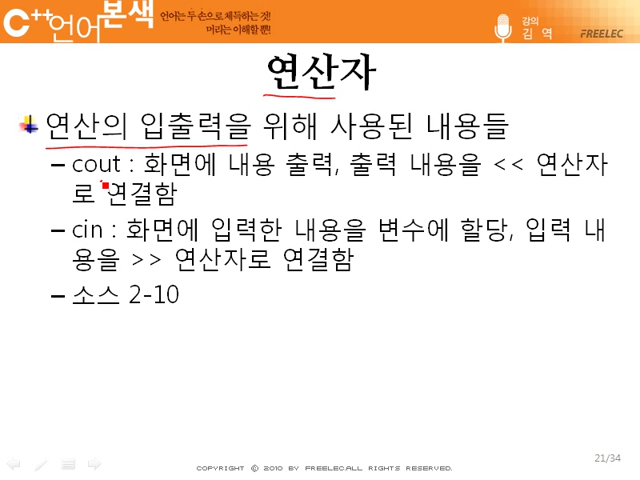 C++언어본색 언어는 두 손으로 체득하는 것!
머리는 이해할 뿐!
강의
김 역
FREELEC
연산자
연산의 입출력을 위해 사용된 내용들
– cout : 화면에 내용 출력, 출력 내용을 << 연산자
로 연결함
– cin : 화면에 입력한 내용을 변수에 할당, 입력 내
용을 >> 연산자로 연결함
– 소스 2-10
21/34
COPYRIGHT © 2010 BY FREELEC.ALL RIGHTS RESERVED.